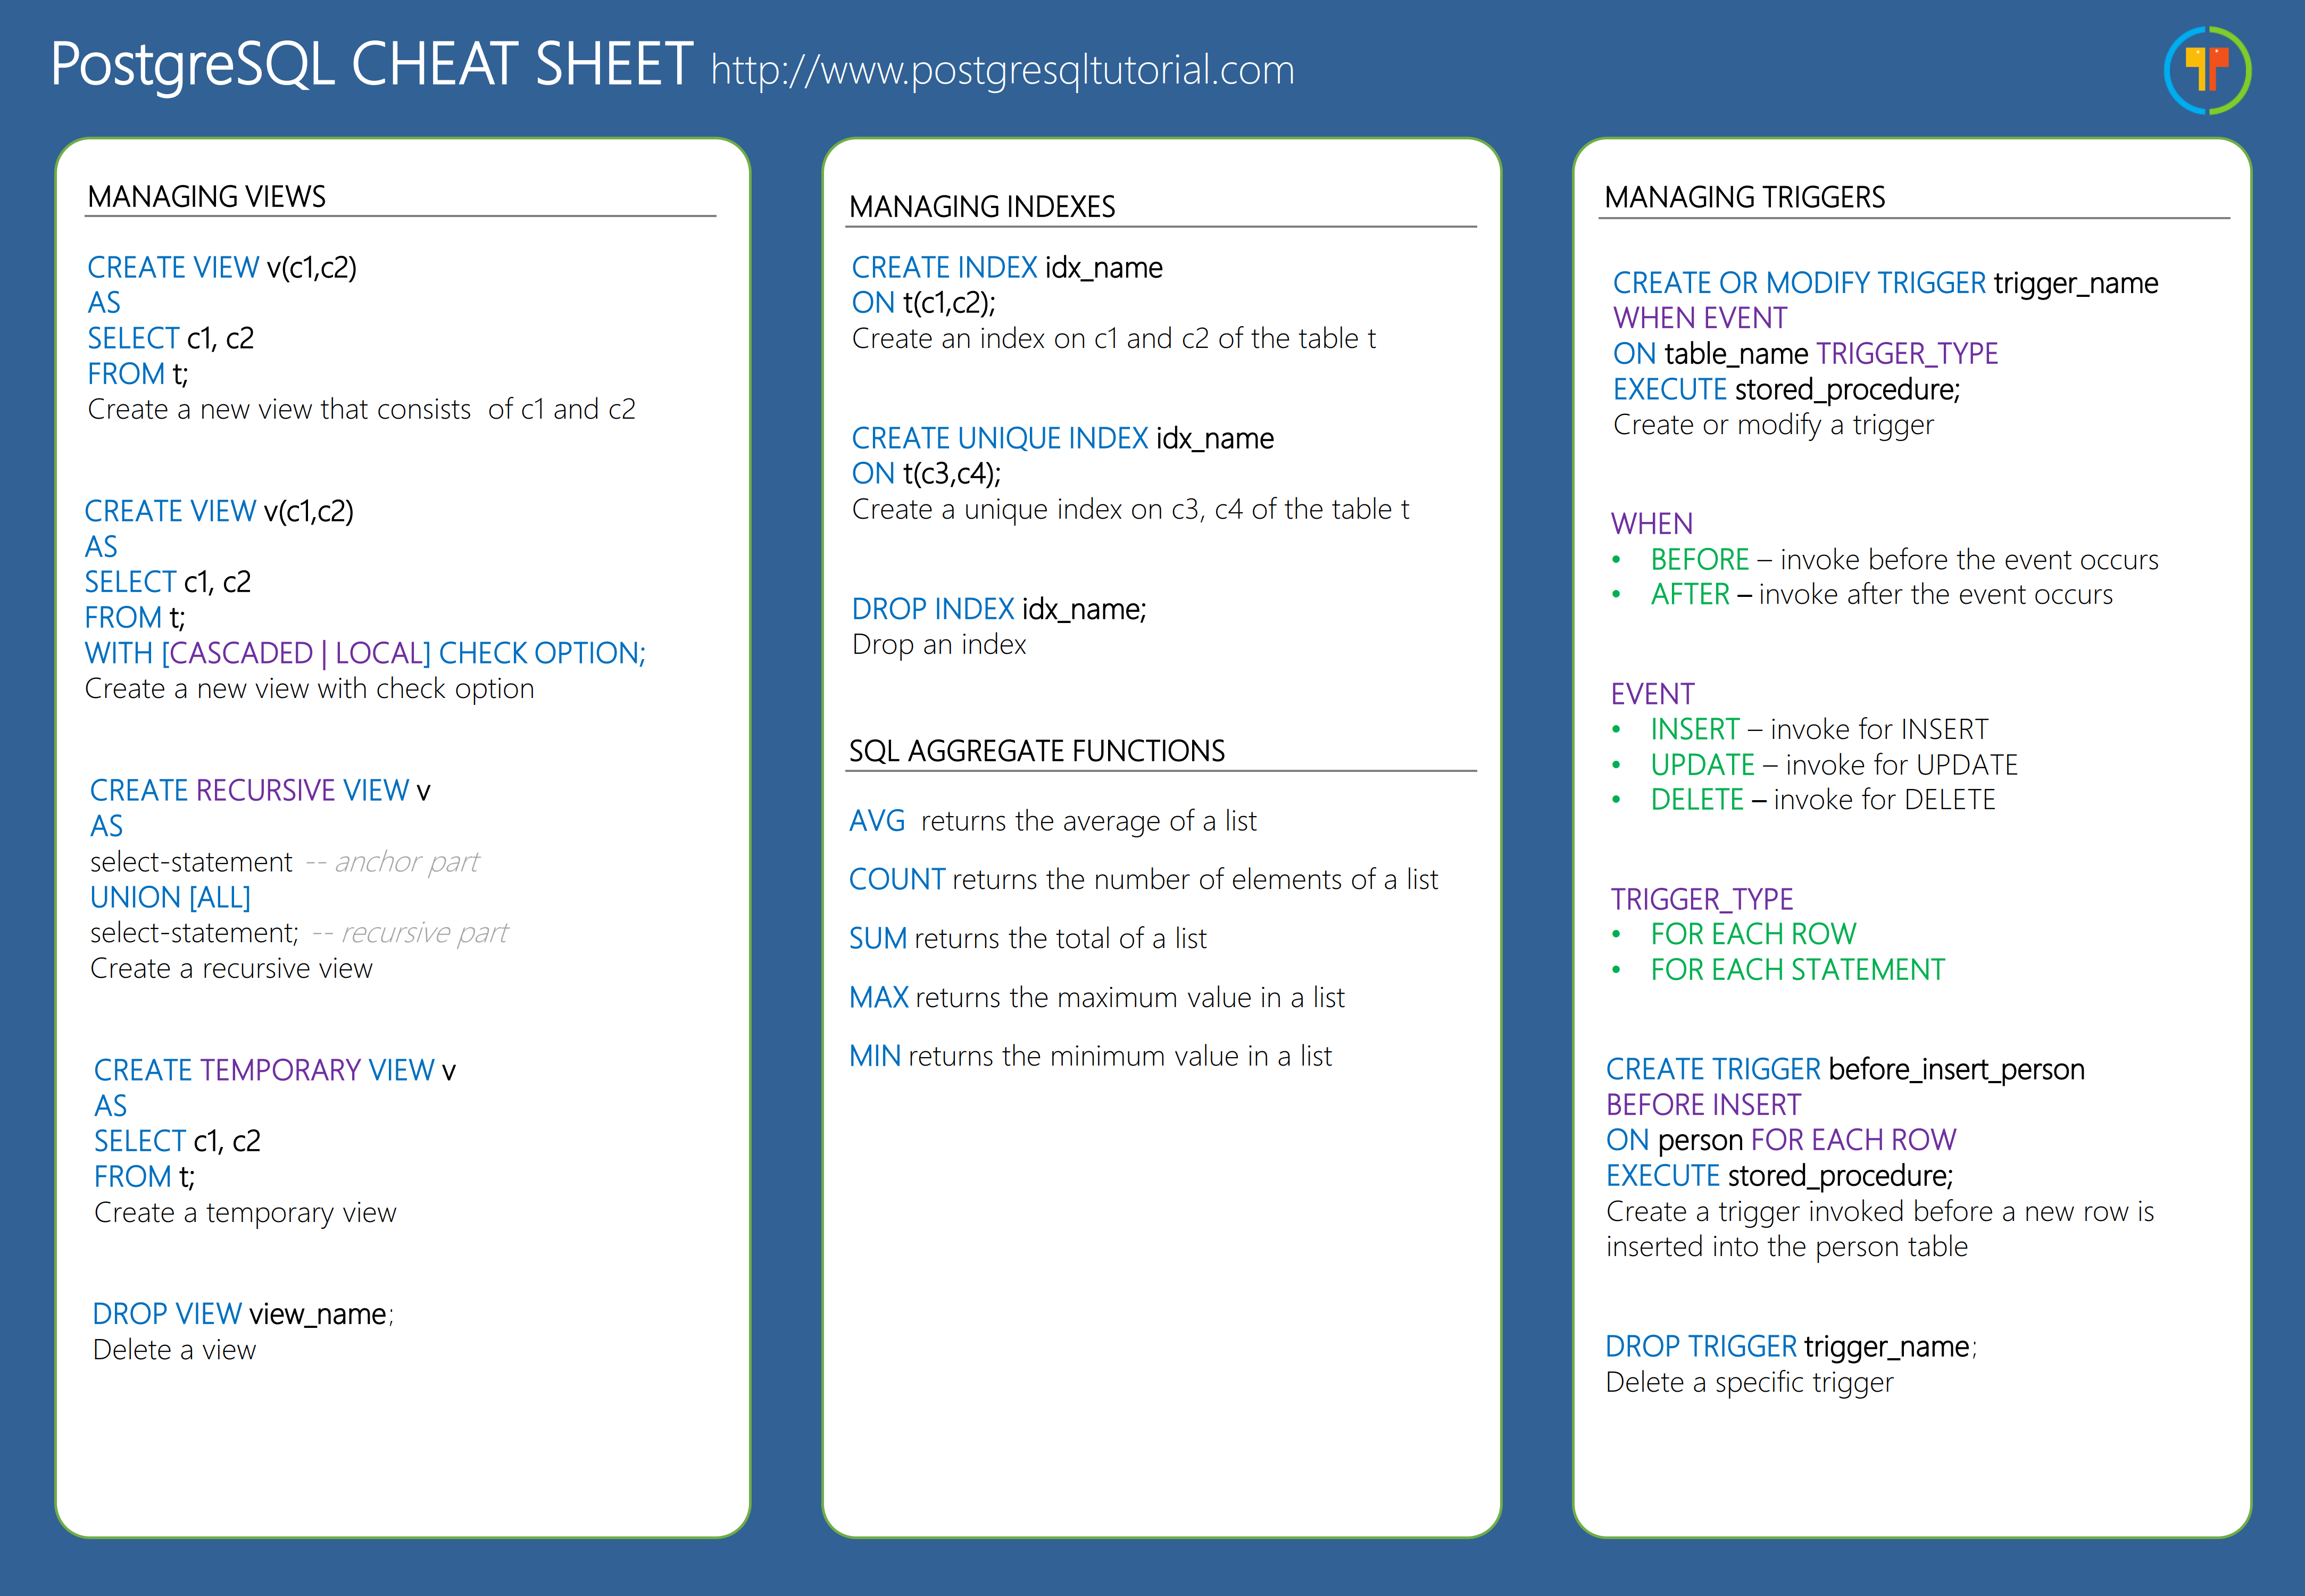 PostgreSQL CHEAT SHEET http://www.postgresqltutorial.com
MANAGING VIEWS
CREATE VIEW v(c1,c2)
AS
SELECT c1, c2
FROM t;
Create a new view that consists  of c1 and c2
CREATE VIEW v(c1,c2)
AS
SELECT c1, c2
FROM t;
WITH [CASCADED | LOCAL] CHECK OPTION;
Create a new view with check option
CREATE RECURSIVE VIEW v
AS
select-statement -- anchor part
UNION [ALL]
select-statement; -- recursive part
Create a recursive view
CREATE TEMPORARY VIEW v
AS
SELECT c1, c2
FROM t;
Create a temporary view
DROP VIEW view_name;
Delete a view
MANAGING INDEXES
CREATE INDEX idx_name
ON t(c1,c2);
Create an index on c1 and c2 of the table t
CREATE UNIQUE INDEX idx_name
ON t(c3,c4);
Create a unique index on c3, c4 of the table t
DROP INDEX idx_name;
Drop an index
SQL AGGREGATE FUNCTIONS
AVG  returns the average of a list
COUNT returns the number of elements of a list
SUM returns the total of a list
MAX returns the maximum value in a list
MIN returns the minimum value in a list
MANAGING TRIGGERS
CREATE OR MODIFY TRIGGER trigger_name
WHEN EVENT
ON table_name TRIGGER_TYPE
EXECUTE stored_procedure;
Create or modify a trigger
WHEN
• BEFORE – invoke before the event occurs
• AFTER – invoke after the event occurs
EVENT
• INSERT – invoke for INSERT
• UPDATE – invoke for UPDATE
• DELETE – invoke for DELETE
TRIGGER_TYPE
• FOR EACH ROW
• FOR EACH STATEMENT
CREATE TRIGGER before_insert_person
BEFORE INSERT
ON person FOR EACH ROW
EXECUTE stored_procedure;
Create a trigger invoked before a new row is
inserted into the person table
DROP TRIGGER trigger_name;
Delete a specific trigger